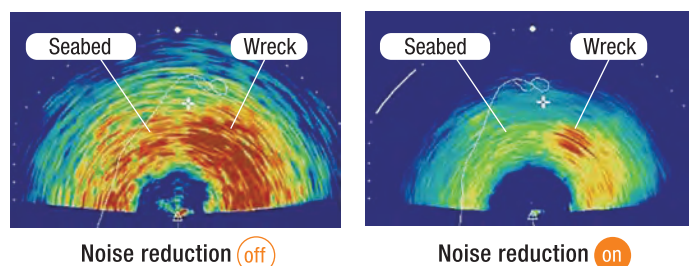 Seabed Wreck
Seabed Wreck
Noise reduction off
Noise reduction on